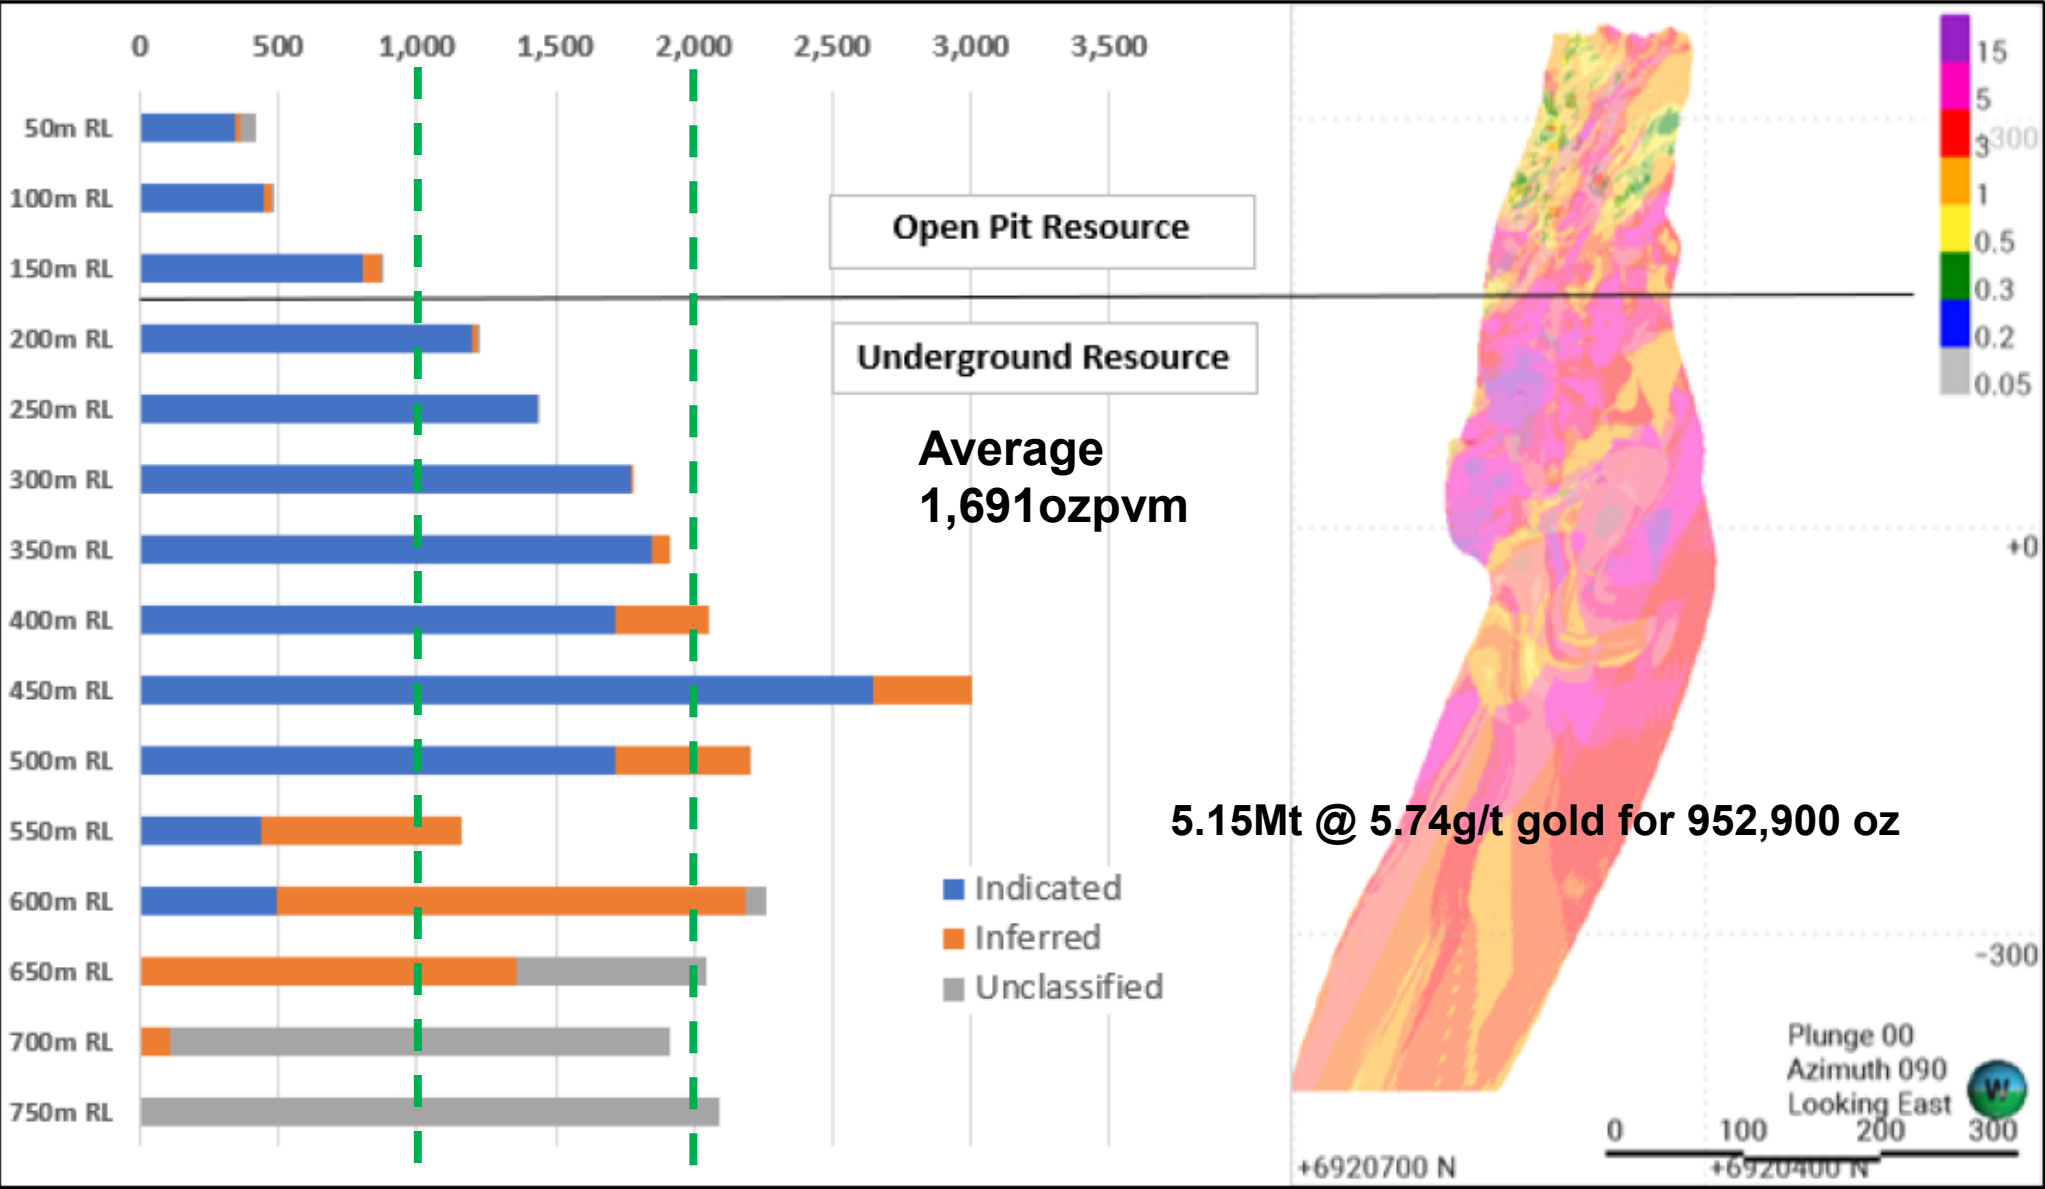 0 500 1,000 1,500 2,000 2,500 3,000 3,500
50m RL
100m RL
150m RL
200m RL
250m RL
300m RL
350m RL
400m RL
450m RL
500m RL
550m RL
600m RL
650m RL
700m RL
750m RL
Open Pit Resource
Underground Resource
Average
1,691ozpvm
5.15Mt @ 5.74g/t gold for 952,900 oz
Indicated
Inferred
Unclassified
15
5
3
1
0.5
0.3
0.2
0.05
300
+0
-300
Plunge 00
Azimuth 090
Looking East
W
0 100 200 300
+6920700 N
+6920400 N